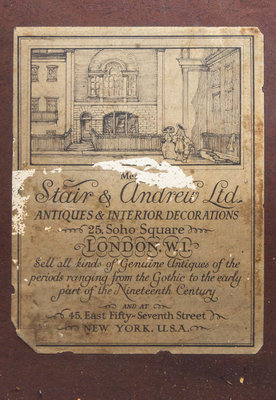 Stair & Andrew Ltd.
ANTIQUES & INTERIOR DECORATIONS
25, Soho Square
LONDON, W.1.
Sell all kinds of Genuine Antiques of the
periods ranging from the Gothic to the early
part of the Nineteenth Century
AND AT
45, East Fifty-Seventh Street
NEW YORK, U.S.A.